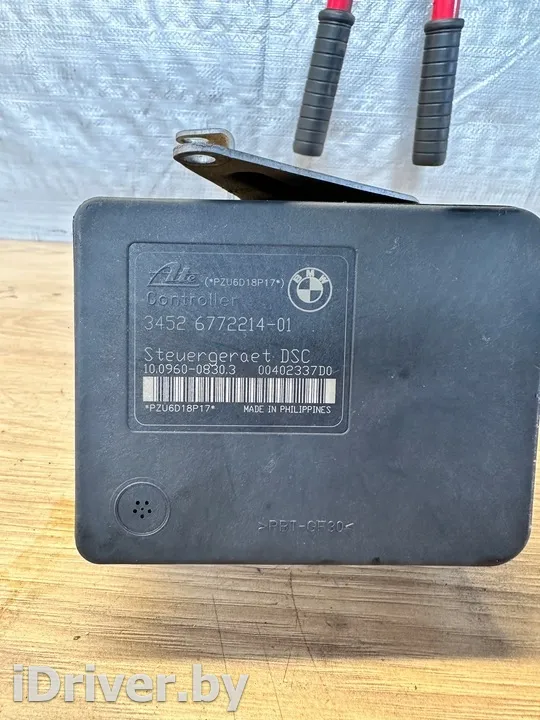 Ate (*PZU6D18P17*)
BMW
Controller
3452 6772214-01
Steuergeraet DSC
10.0960-0830.3 00402337D0
*PZU6D18P17* MADE IN PHILIPPINES
>PBT-GF30<
iDriver.by